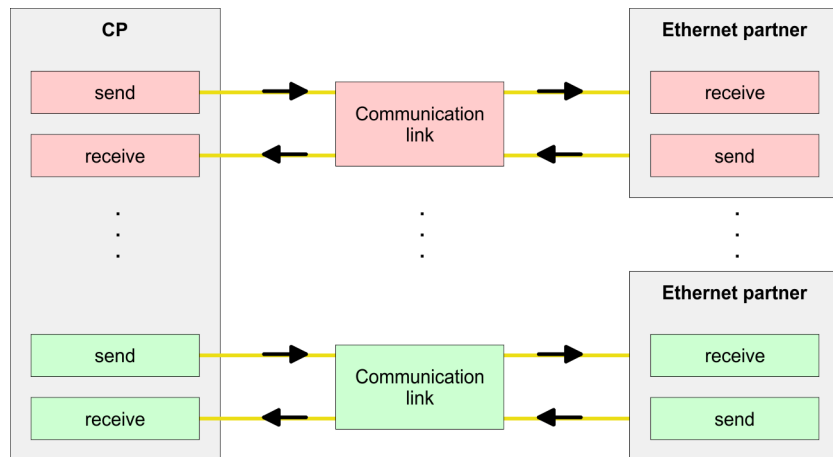 CP
Ethernet partner
send
receive
Communication
link
receive
send
Ethernet partner
send
receive
Communication
link
receive
send